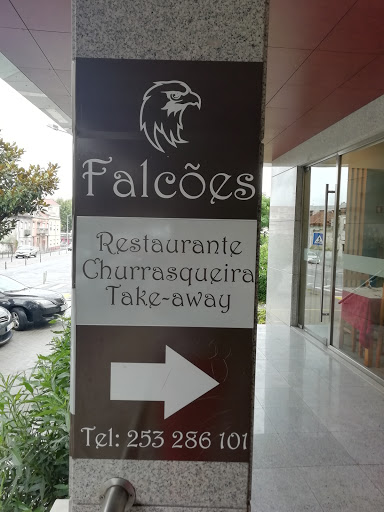 Falcões
Restaurante
Churrasqueira
Take-away
Tel: 253 286 101